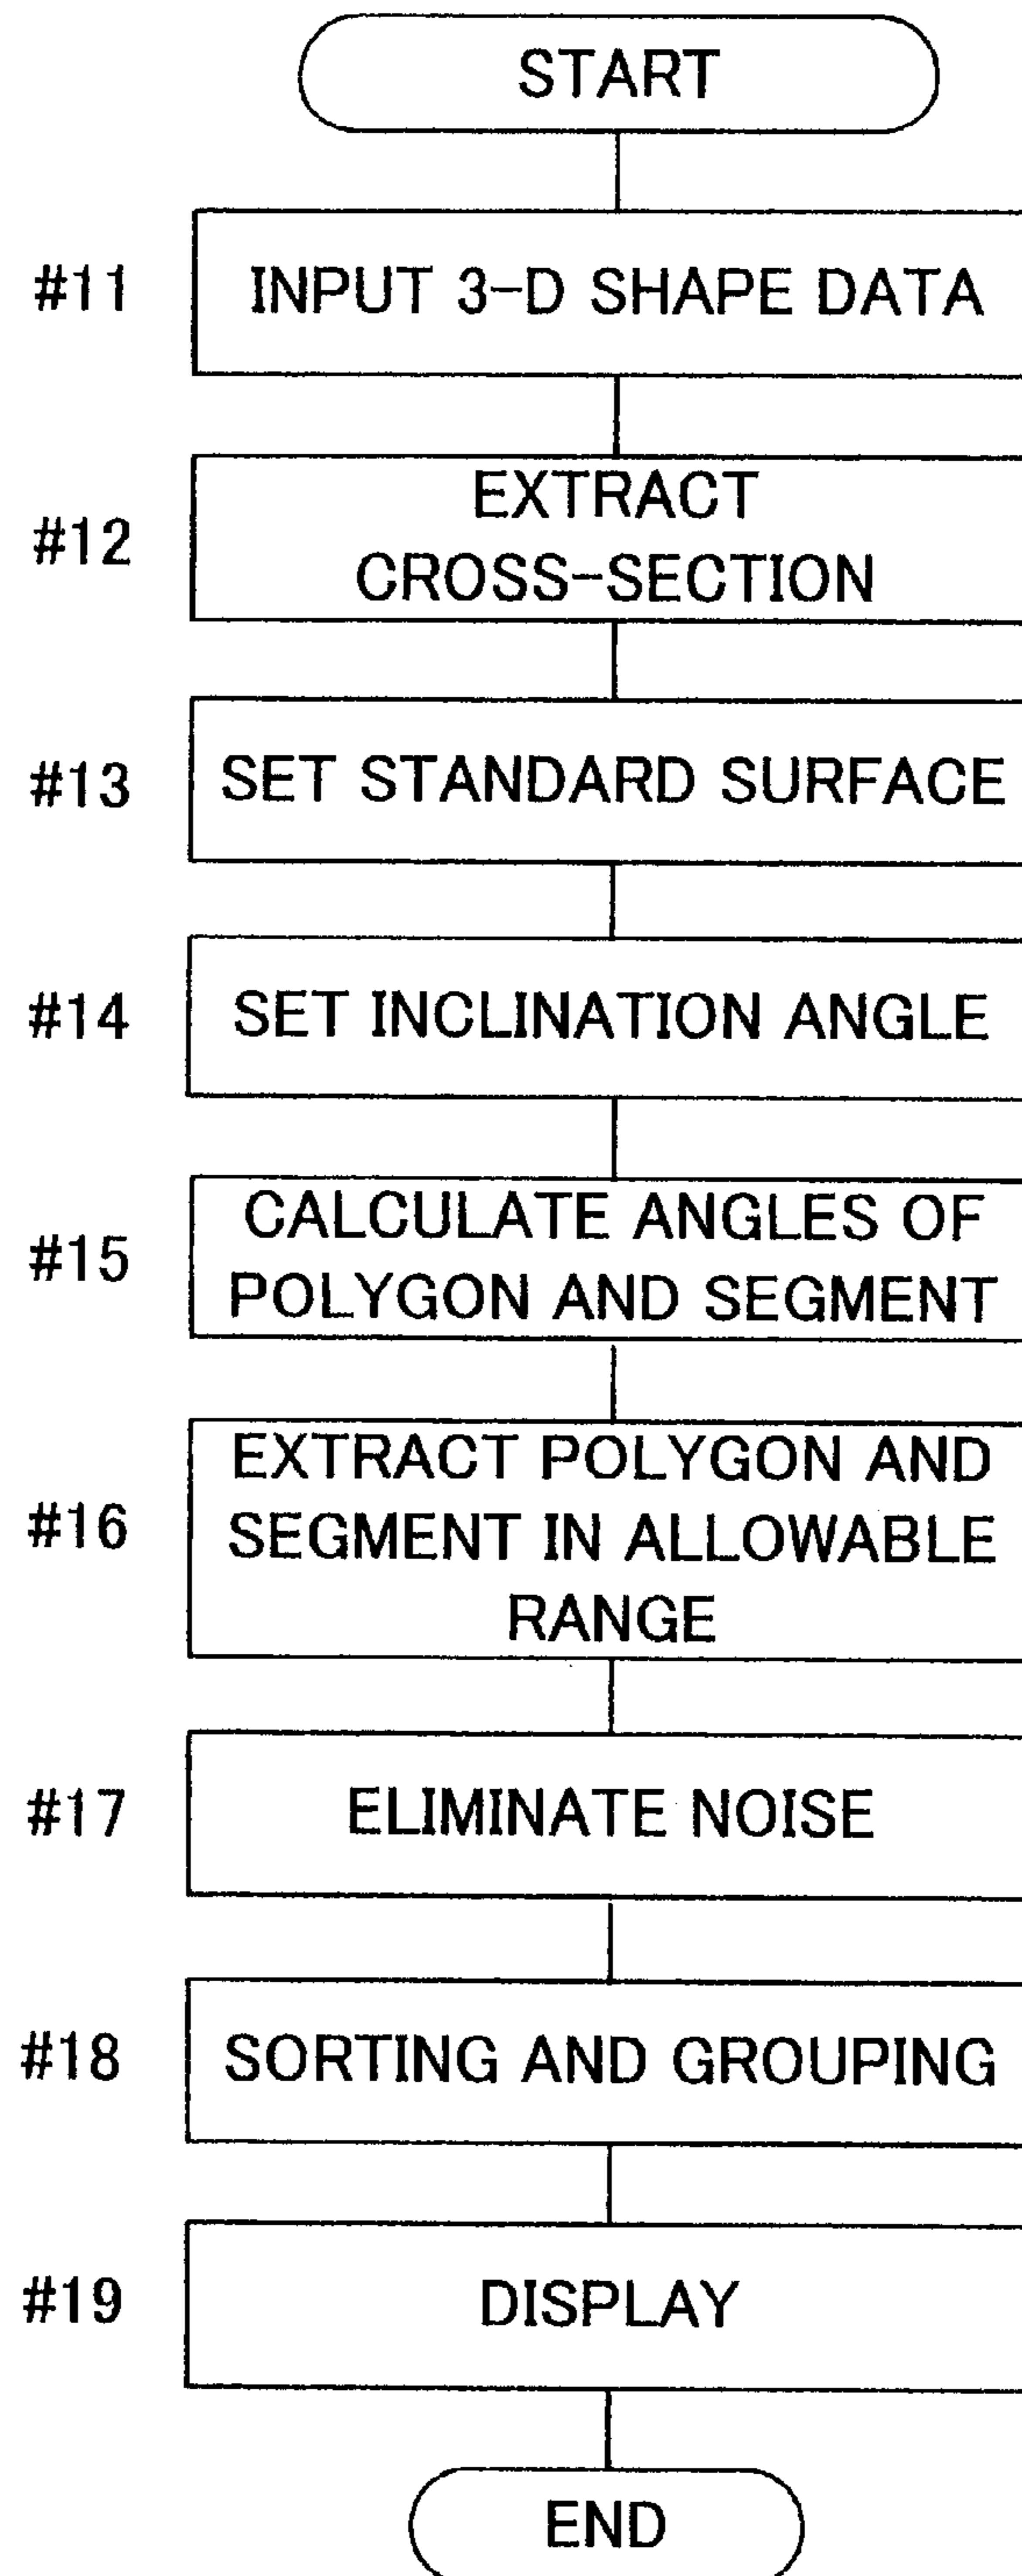 START
#11
INPUT 3-D SHAPE DATA
#12
EXTRACT
CROSS-SECTION
#13
SET STANDARD SURFACE
#14
SET INCLINATION ANGLE
#15
CALCULATE ANGLES OF
POLYGON AND SEGMENT
#16
EXTRACT POLYGON AND
SEGMENT IN ALLOWABLE
RANGE
#17
ELIMINATE NOISE
#18
SORTING AND GROUPING
#19
DISPLAY
END